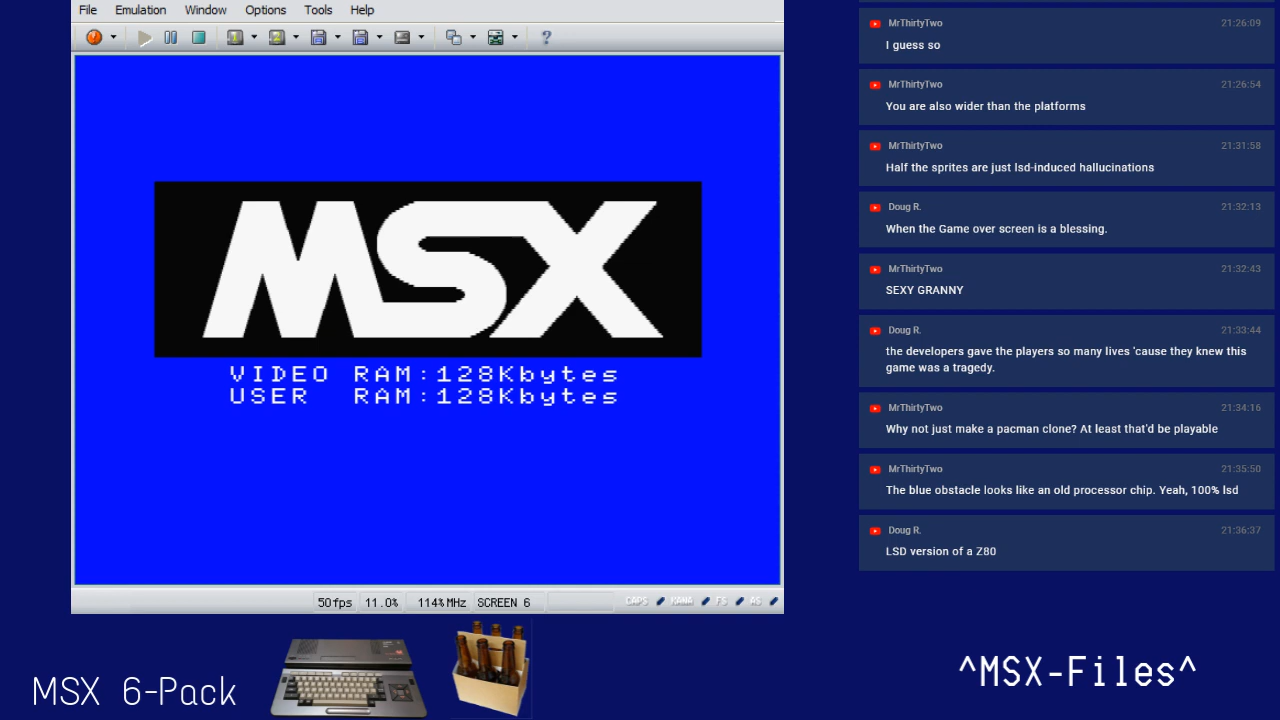 File Emulation Window Options Tools Help
MSX
VIDEO RAM:128Kbytes
USER RAM:128Kbytes
50fps 11.0% 114%MHz SCREEN 6 CAPS KANA FS AS
MSX 6-Pack
MrThirtyTwo 21:26:09
I guess so
MrThirtyTwo 21:26:54
You are also wider than the platforms
MrThirtyTwo 21:31:58
Half the sprites are just lsd-induced hallucinations
Doug R. 21:32:13
When the Game over screen is a blessing.
MrThirtyTwo 21:32:43
SEXY GRANNY
Doug R. 21:33:44
the developers gave the players so many lives 'cause they knew this
game was a tragedy.
MrThirtyTwo 21:34:16
Why not just make a pacman clone? At least that'd be playable
MrThirtyTwo 21:35:50
The blue obstacle looks like an old processor chip. Yeah, 100% lsd
Doug R. 21:36:37
LSD version of a Z80
^MSX-Files^